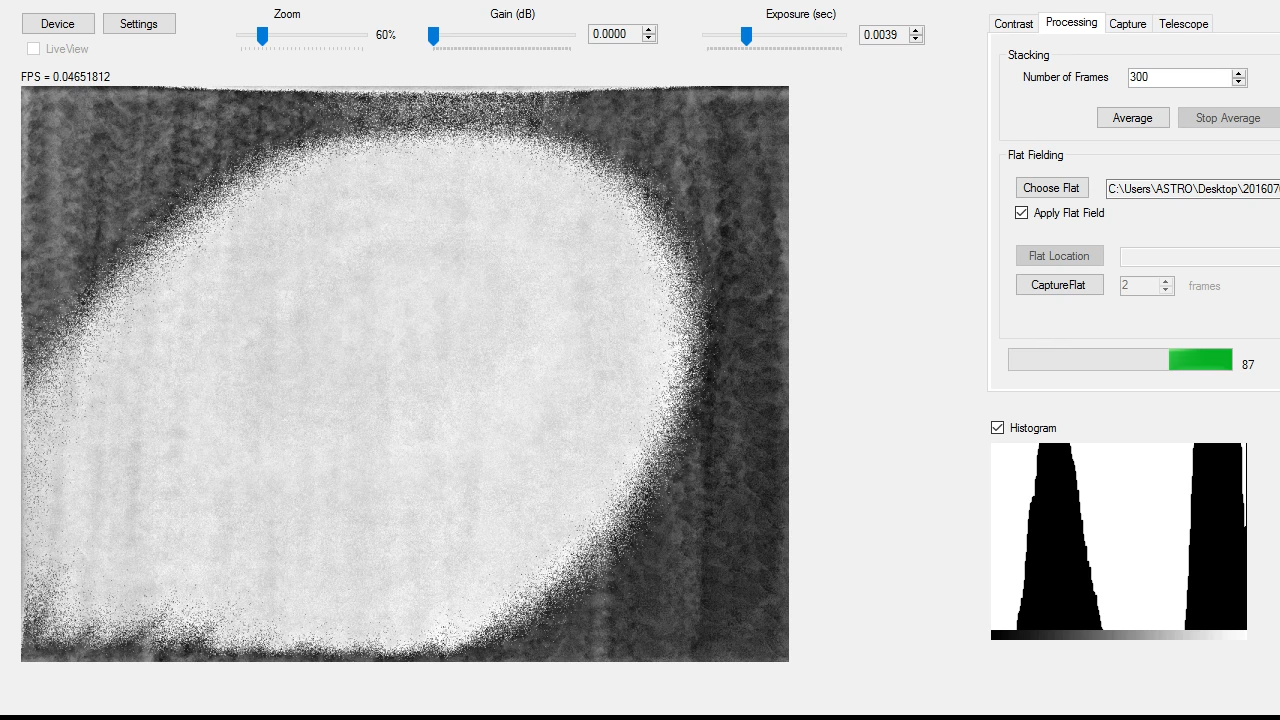 Device
Settings
LiveView
Zoom
60%
Gain (dB)
0.0000
Exposure (sec)
0.0039
FPS = 0.04651812
Contrast
Processing
Capture
Telescope
Stacking
Number of Frames
300
Average
Stop Average
Flat Fielding
Choose Flat
C:\Users\ASTRO\Desktop\201607
Apply Flat Field
Flat Location
CaptureFlat
2
frames
87
Histogram